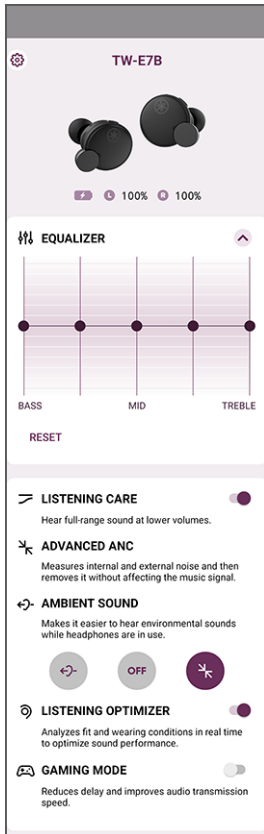 TW-E7B
L 100% R 100%
EQUALIZER
BASS MID TREBLE
RESET
LISTENING CARE
Hear full-range sound at lower volumes.
ADVANCED ANC
Measures internal and external noise and then
removes it without affecting the music signal.
AMBIENT SOUND
Makes it easier to hear environmental sounds
while headphones are in use.
OFF
LISTENING OPTIMIZER
Analyzes fit and wearing conditions in real time
to optimize sound performance.
GAMING MODE
Reduces delay and improves audio transmission
speed.